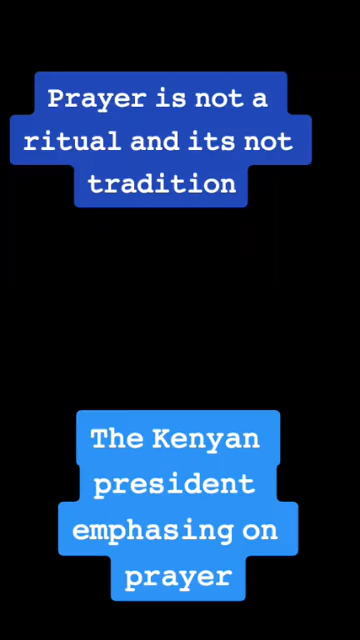 Prayer is not a
ritual and its not
tradition
The Kenyan
president
emphasing on
prayer